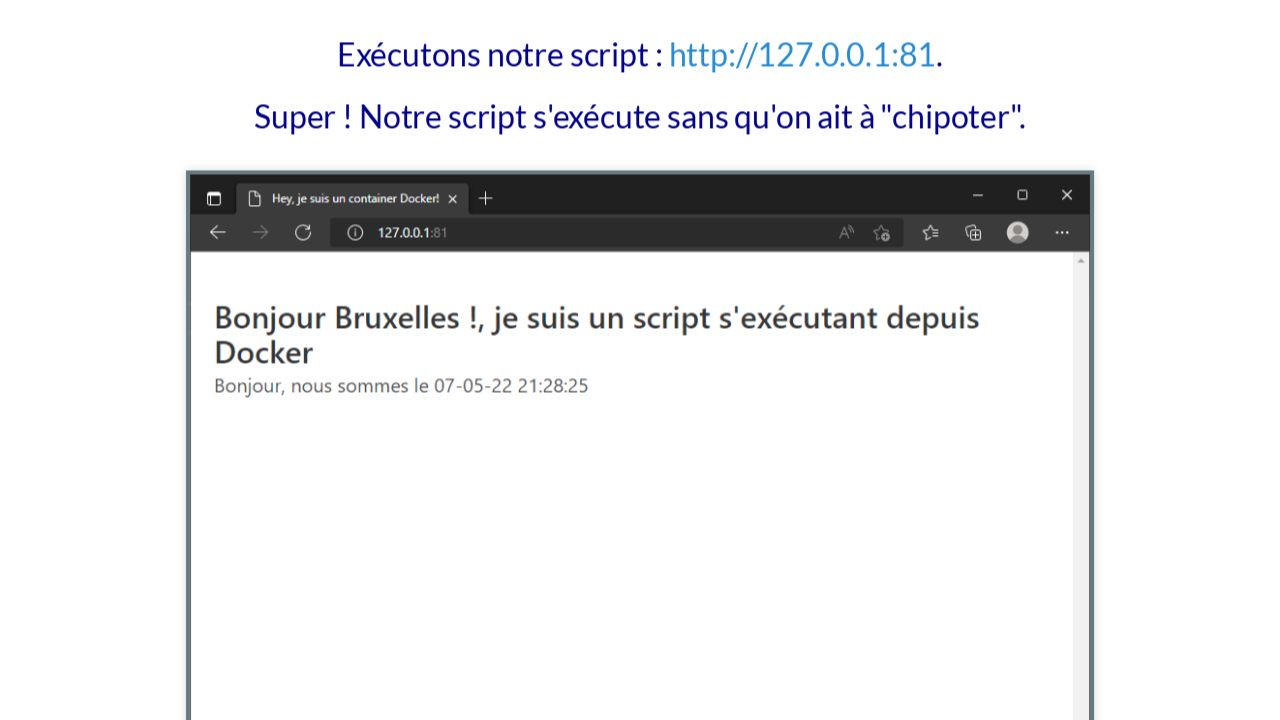 Exécutons notre script : http://127.0.0.1:81.
Super ! Notre script s'exécute sans qu'on ait à "chipoter".
Hey, je suis un container Docker!
127.0.0.1:81
Bonjour Bruxelles !, je suis un script s'exécutant depuis
Docker
Bonjour, nous sommes le 07-05-22 21:28:25